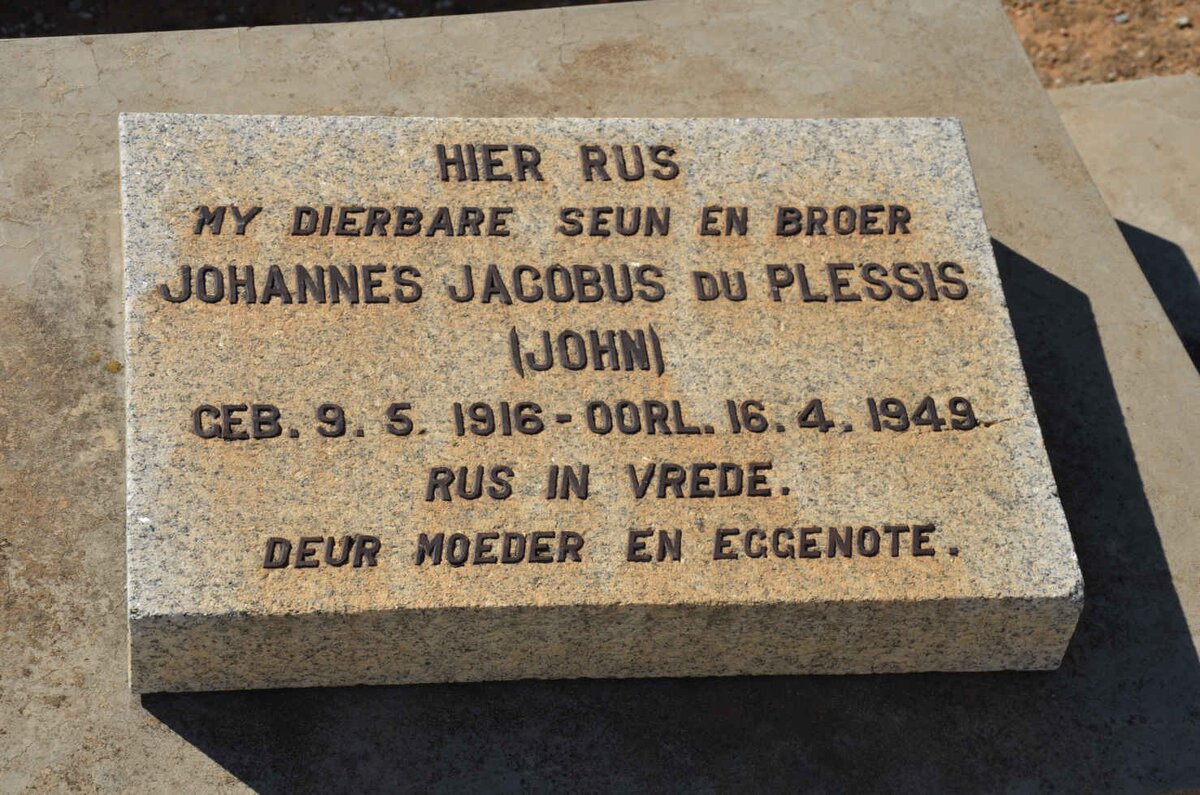 HIER RUS
MY DIERBARE SEUN EN BROER
JOHANNES JACOBUS DU PLESSIS
(JOHN)
GEB. 9. 5. 1916 - OORL. 16. 4. 1949
RUS IN VREDE.
DEUR MOEDER EN EGGENOTE.